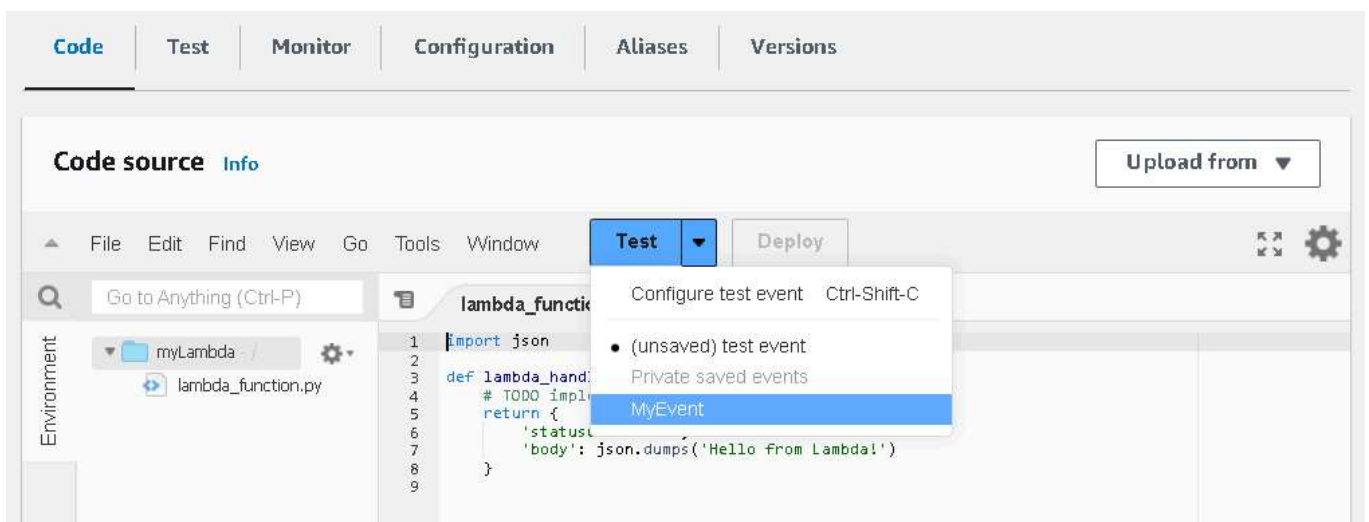 Code Test Monitor Configuration Aliases Versions
Code source Info
Upload from
File Edit Find View Go Tools Window Test Deploy
Go to Anything (Ctrl-P)
lambda_functi
Configure test event Ctrl-Shift-C
(unsaved) test event
Private saved events
MyEvent
Environment
myLambda - /
lambda_function.py
1 import json
2
3 def lambda_hand
4 # TODO impl
5 return {
6 'status
7 'body': json.dumps('Hello from Lambda!')
8 }
9